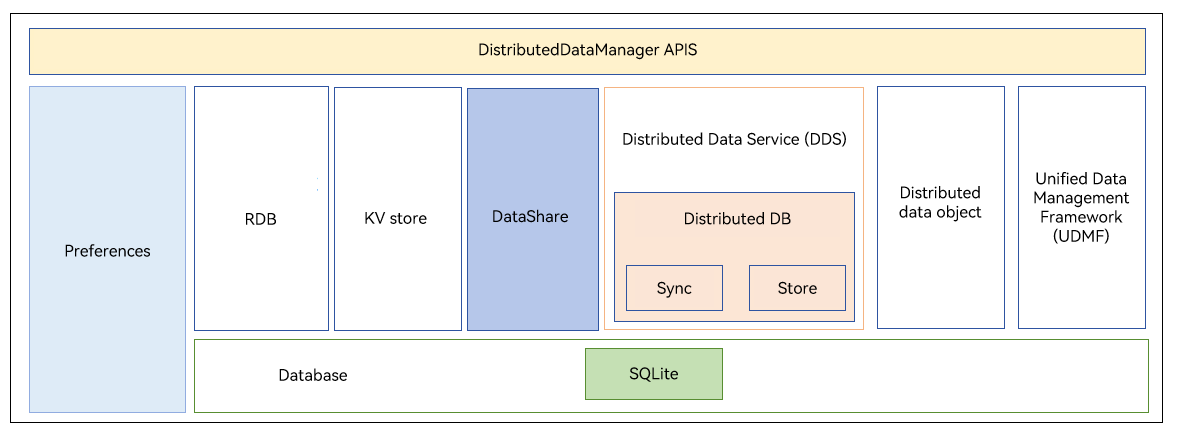 DistributedDataManager APIS
Preferences
RDB
KV store
DataShare
Distributed Data Service (DDS)
Distributed DB
Sync
Store
Distributed
data object
Unified Data
Management
Framework
(UDMF)
Database
SQLite